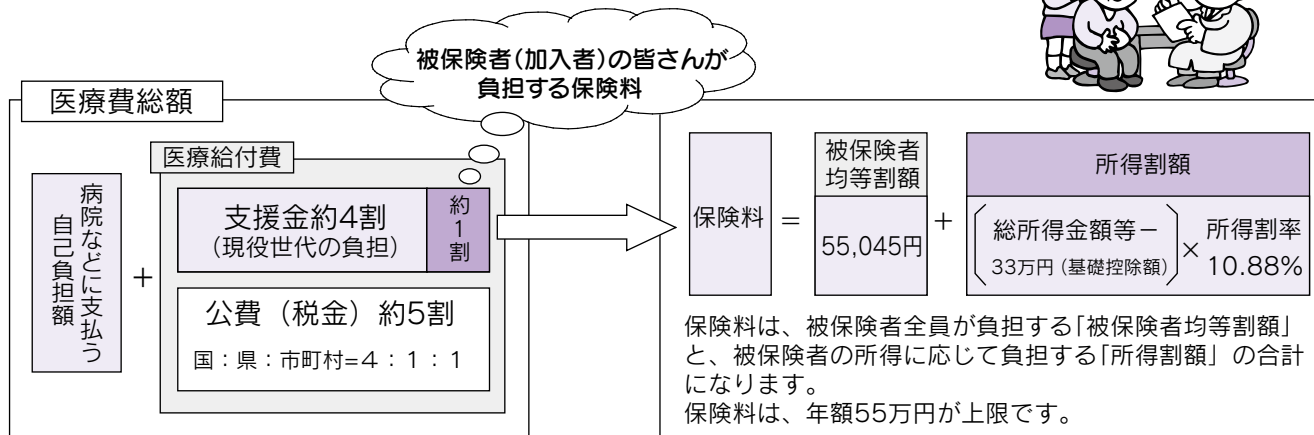 被保険者（加入者）の皆さんが
負担する保険料
医療費総額
病院などに支払う
自己負担額
＋
医療給付費
支援金約4割
（現役世代の負担）
約1割
公費（税金）約5割
国：県：市町村=４：１：１
保険料
＝
被保険者
均等割額
55,045円
＋
所得割額
総所得金額等－
33万円（基礎控除額）
×
所得割率
10.88%
保険料は、被保険者全員が負担する「被保険者均等割額」
と、被保険者の所得に応じて負担する「所得割額」の合計
になります。
保険料は、年額55万円が上限です。